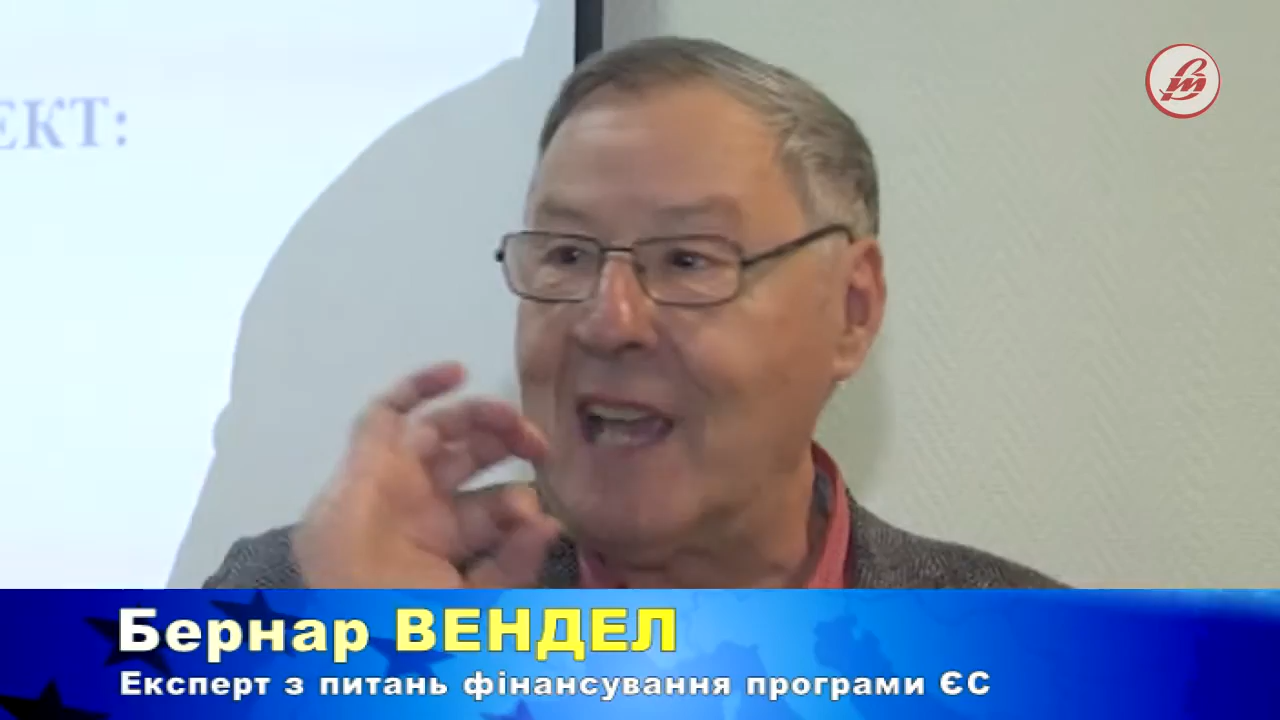 ЕКТ:
Бернар ВЕНДЕЛ
Експерт з питань фінансування програми ЄС